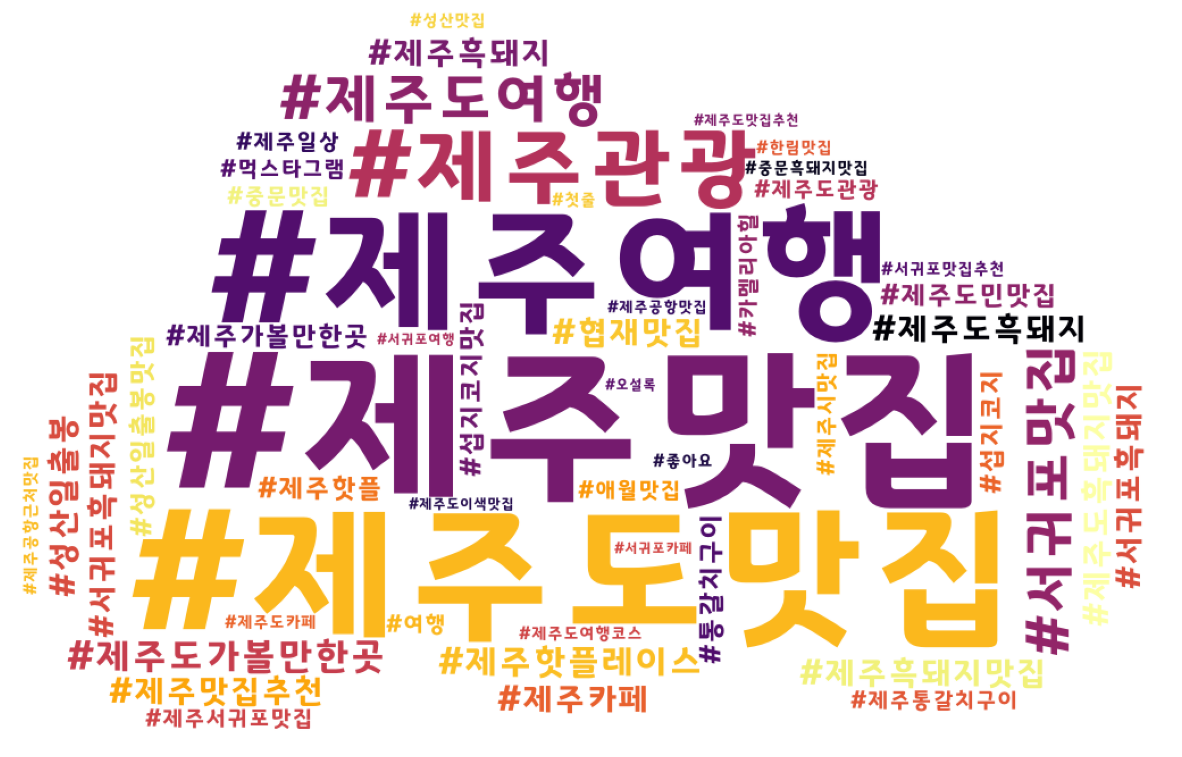 #성산맛집
#제주흑돼지
#제주도여행
#제주도맛집추천
#제주일상
#제주관광
#한림맛집
#먹스타그램
#중문흑돼지맛집
#중문맛집
#첫줄
#제주도관광
#제주여행
#카멜리아힐
#서귀포맛집추천
#제주도민맛집
#제주공항맛집
#제주가볼만한곳
#서귀포여행
#협재맛집
#제주도흑돼지
#제주맛집
#섭지코지맛집
#오설록
#제주시맛집
#섭지코지
#서귀포맛집
#제주도흑돼지맛집
#서귀포흑돼지
#좋아요
#제주공항근처맛집
#성산일출봉
#서귀포흑돼지맛집
#성산일출봉맛집
#제주핫플
#제주도이색맛집
#애월맛집
#제주도맛집
#서귀포카페
#통갈치구이
#제주도카페
#여행
#제주도여행코스
#제주도가볼만한곳
#제주핫플레이스
#제주흑돼지맛집
#제주맛집추천
#제주카페
#제주통갈치구이
#제주서귀포맛집